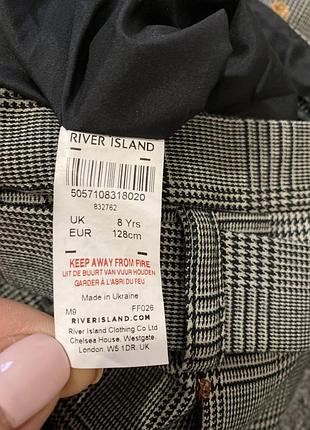 RIVER ISLAND
5057108318020
832762
UK 8 Yrs
EUR 128cm
KEEP AWAY FROM FIRE
UIT DE BUURT VAN VUUR HOUDEN
GARDER À L'ABRI DU FEU
Made in Ukraine
M9 FF026
RIVERISLAND.COM
River Island Clothing Co Ltd
Chelsea House, Westgate
London. W5 1DR. UK